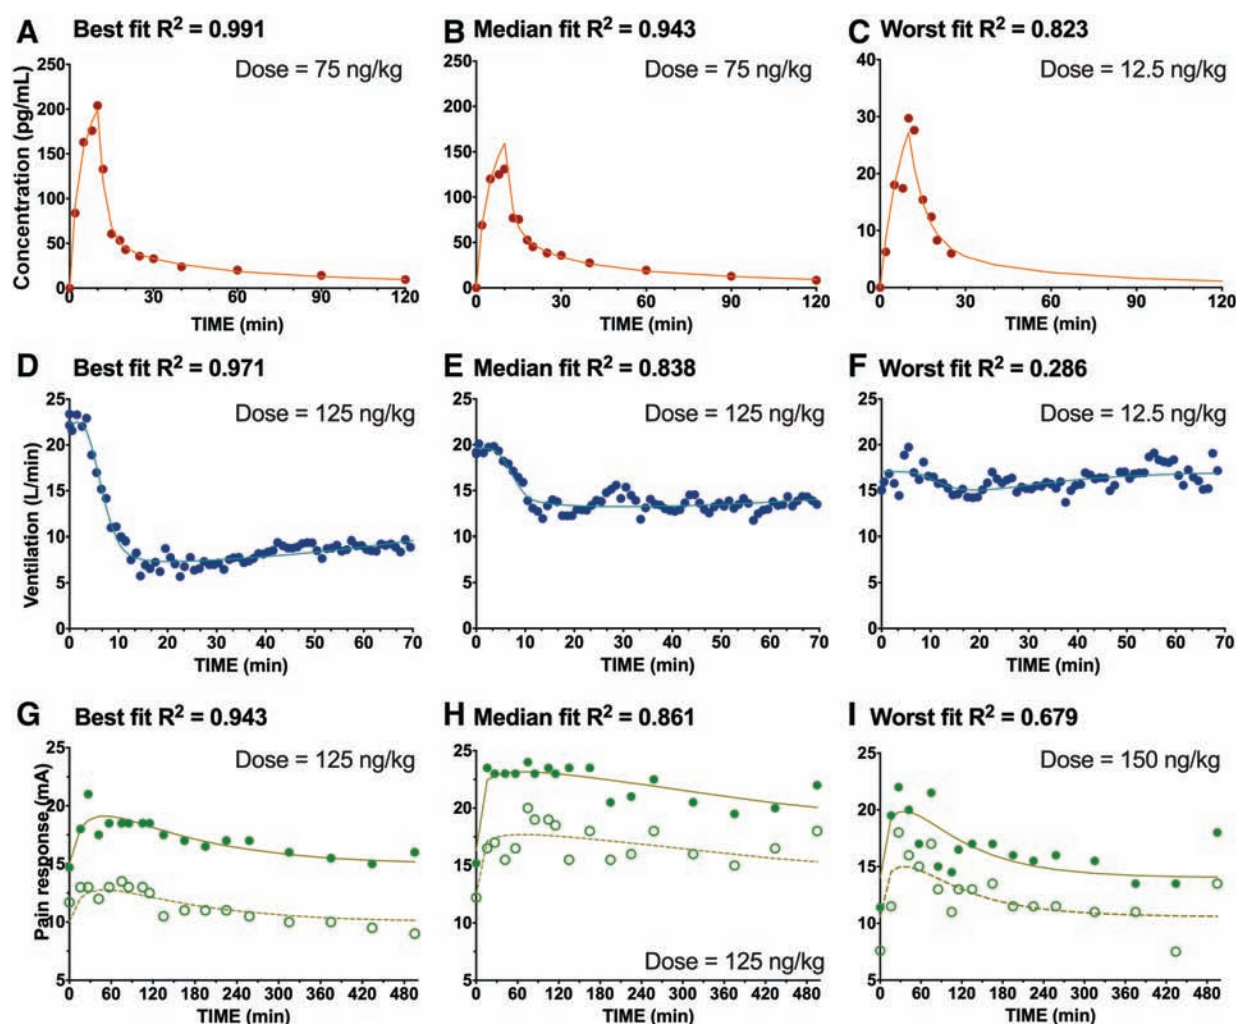 A Best fit R² = 0.991
Dose = 75 ng/kg
250
200
150
100
50
0
Concentration (pg/mL)
0 30 60 90 120
TIME (min)
B Median fit R² = 0.943
Dose = 75 ng/kg
250
200
150
100
50
0
0 30 60 90 120
TIME (min)
C Worst fit R² = 0.823
Dose = 12.5 ng/kg
40
30
20
10
0
0 30 60 90 120
TIME (min)
D Best fit R² = 0.971
Dose = 125 ng/kg
25
20
15
10
5
0
Ventilation (L/min)
0 10 20 30 40 50 60 70
TIME (min)
E Median fit R² = 0.838
Dose = 125 ng/kg
25
20
15
10
5
0
0 10 20 30 40 50 60 70
TIME (min)
F Worst fit R² = 0.286
Dose = 12.5 ng/kg
25
20
15
10
5
0
0 10 20 30 40 50 60 70
TIME (min)
G Best fit R² = 0.943
Dose = 125 ng/kg
25
20
15
10
5
Pain response (mA)
0 60 120 180 240 300 360 420 480
TIME (min)
H Median fit R² = 0.861
25
20
15
10
5
Dose = 125 ng/kg
0 60 120 180 240 300 360 420 480
TIME (min)
I Worst fit R² = 0.679
Dose = 150 ng/kg
25
20
15
10
5
0 60 120 180 240 300 360 420 480
TIME (min)